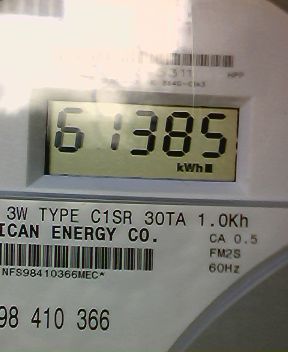 61385
kWh
3W TYPE C1SR 30TA 1.0Kh
ICAN ENERGY CO.
CA 0.5
FM2S
NFS98410366MEC*
60Hz
98 410 366